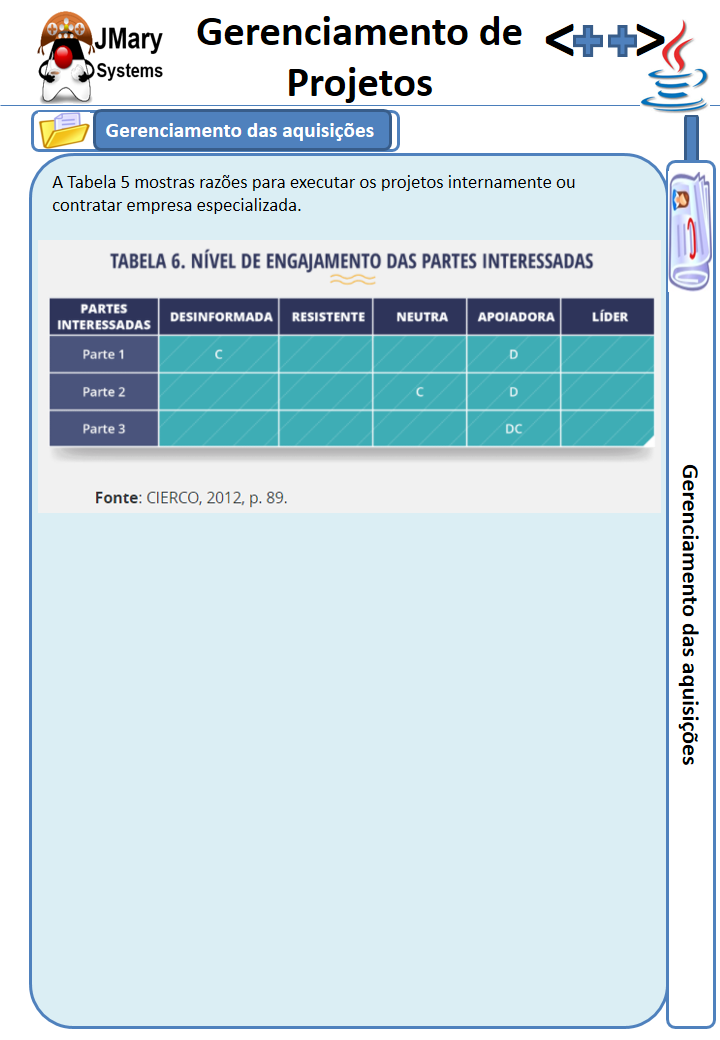 JMary
Systems
Gerenciamento de
Projetos
<++>
Gerenciamento das aquisições
A Tabela 5 mostras razões para executar os projetos internamente ou
contratar empresa especializada.
TABELA 6. NÍVEL DE ENGAJAMENTO DAS PARTES INTERESSADAS
PARTES INTERESSADAS DESINFORMADA RESISTENTE NEUTRA APOIADORA LÍDER
Parte 1 C D
Parte 2 C D
Parte 3 DC
Fonte: CIERCO, 2012, p. 89.
Gerenciamento das aquisições